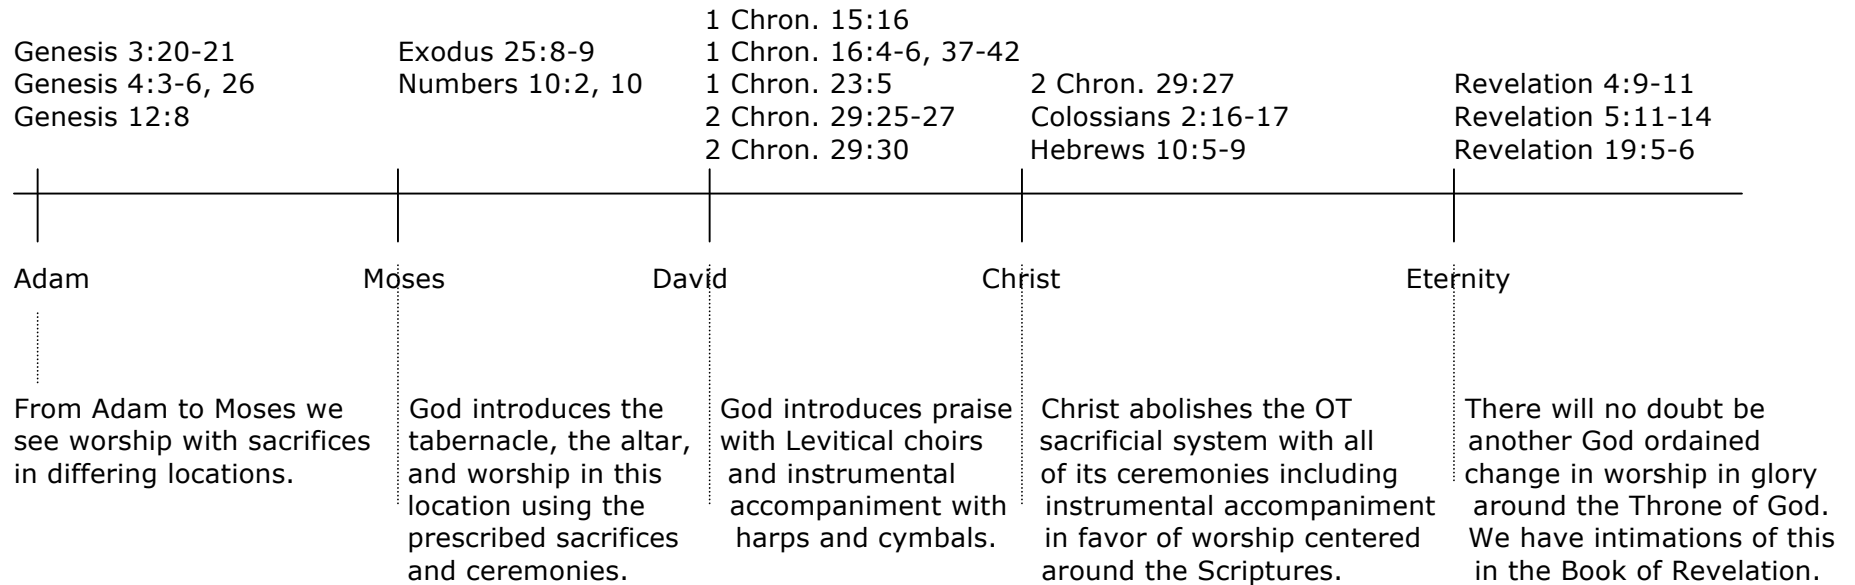 Genesis 3:20-21
Genesis 4:3-6, 26
Genesis 12:8
Exodus 25:8-9
Numbers 10:2, 10
1 Chron. 15:16
1 Chron. 16:4-6, 37-42
1 Chron. 23:5
2 Chron. 29:25-27
2 Chron. 29:30
2 Chron. 29:27
Colossians 2:16-17
Hebrews 10:5-9
Revelation 4:9-11
Revelation 5:11-14
Revelation 19:5-6
Adam
Moses
David
Christ
Eternity
From Adam to Moses we
see worship with sacrifices
in differing locations.
God introduces the
tabernacle, the altar,
and worship in this
location using the
prescribed sacrifices
and ceremonies.
God introduces praise
with Levitical choirs
and instrumental
accompaniment with
harps and cymbals.
Christ abolishes the OT
sacrificial system with all
of its ceremonies including
instrumental accompaniment
in favor of worship centered
around the Scriptures.
There will no doubt be
another God ordained
change in worship in glory
around the Throne of God.
We have intimations of this
in the Book of Revelation.